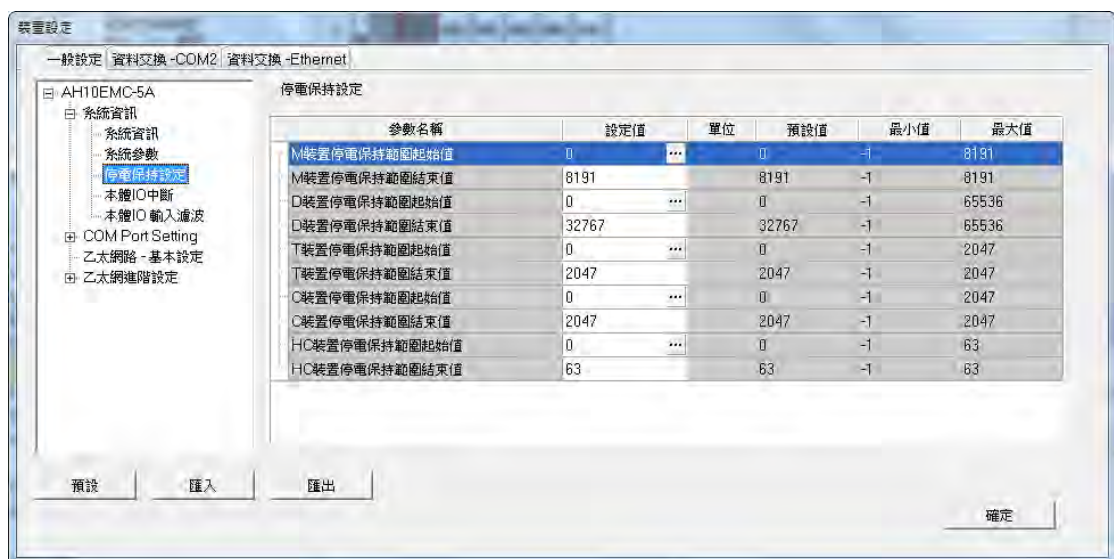 裝置設定
一般設定 資料交換 -COM2 資料交換 -Ethernet
AH10EMC-5A
系統資訊
系統資訊
系統參數
停電保持設定
本體IO中斷
本體IO 輸入濾波
COM Port Setting
乙太網路 - 基本設定
乙太網進階設定
停電保持設定
參數名稱 設定值 單位 預設值 最小值 最大值
M裝置停電保持範圍起始值 0 ... 0 -1 8191
M裝置停電保持範圍結束值 8191 8191 -1 8191
D裝置停電保持範圍起始值 0 ... 0 -1 65536
D裝置停電保持範圍結束值 32767 32767 -1 65536
T裝置停電保持範圍起始值 0 ... 0 -1 2047
T裝置停電保持範圍結束值 2047 2047 -1 2047
C裝置停電保持範圍起始值 0 ... 0 -1 2047
C裝置停電保持範圍結束值 2047 2047 -1 2047
HC裝置停電保持範圍起始值 0 ... 0 -1 63
HC裝置停電保持範圍結束值 63 63 -1 63
預設 匯入 匯出
確定